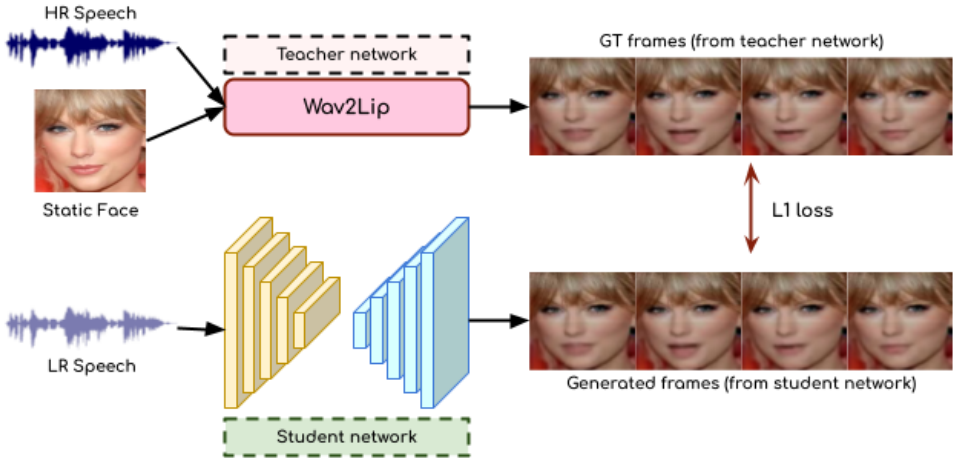 HR Speech
Teacher network
Wav2Lip
GT frames (from teacher network)
Static Face
L1 loss
LR Speech
Generated frames (from student network)
Student network